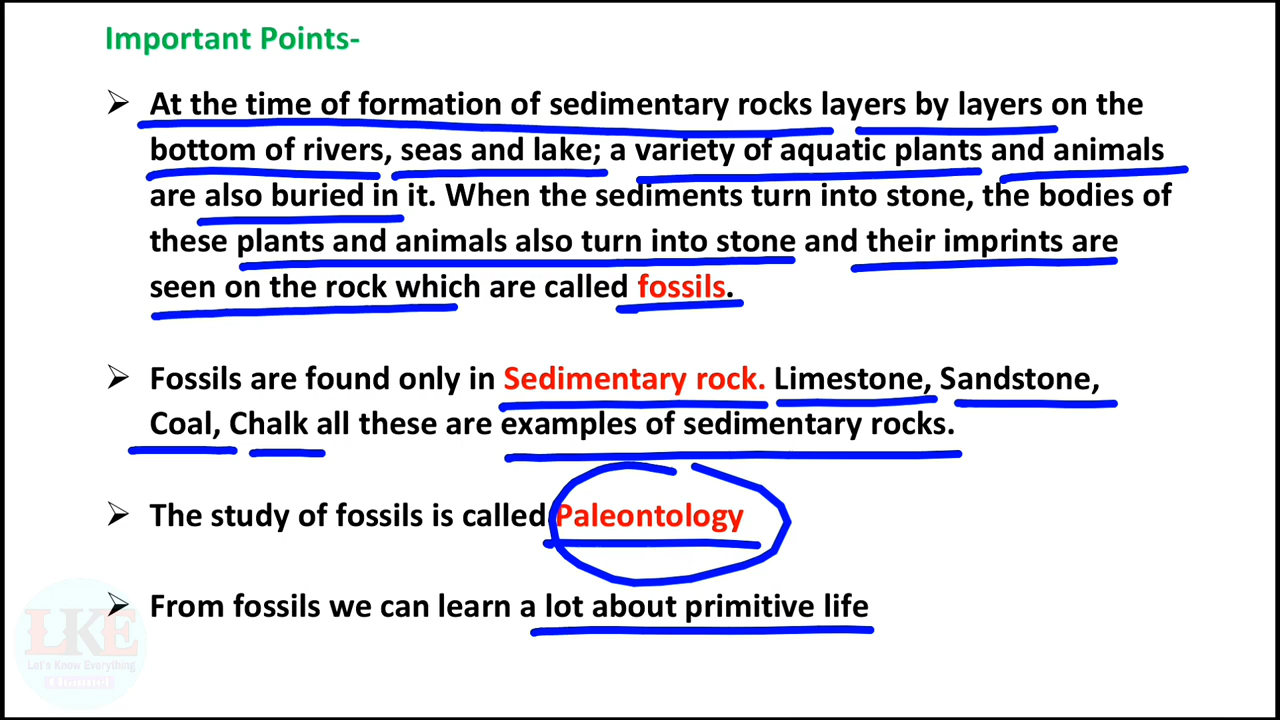 Important Points-
➢ At the time of formation of sedimentary rocks layers by layers on the
bottom of rivers, seas and lake; a variety of aquatic plants and animals
are also buried in it. When the sediments turn into stone, the bodies of
these plants and animals also turn into stone and their imprints are
seen on the rock which are called fossils.
➢ Fossils are found only in Sedimentary rock. Limestone, Sandstone,
Coal, Chalk all these are examples of sedimentary rocks.
➢ The study of fossils is called Paleontology
➢ From fossils we can learn a lot about primitive life
LKE
Let's Know Everything